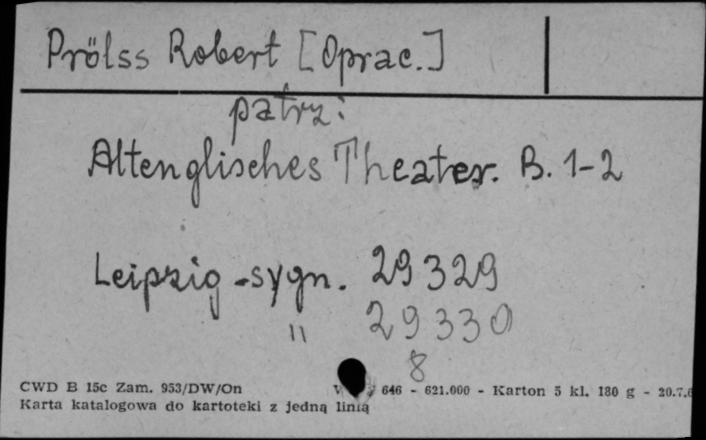 Prölss Robert [Oprac.]
patrz:
Altenglisches Theater. B. 1-2
Leipzig - sygn. 29329
" 29330
8
CWD B 15c Zam. 953/DW/On 646 - 621.000 - Karton 5 kl. 180 g - 20.7.
Karta katalogowa do kartoteki z jedną linią